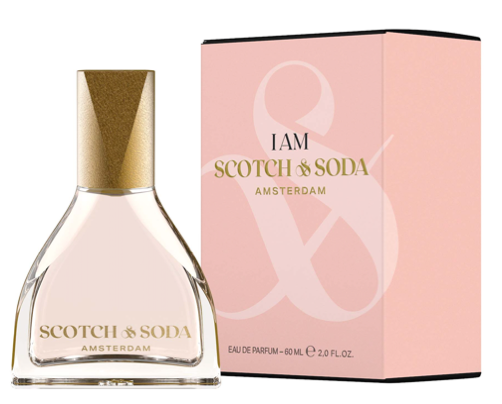 SCOTCH & SODA
AMSTERDAM
I AM
SCOTCH & SODA
AMSTERDAM
EAU DE PARFUM – 60 ML ℮ 2.0 FL.OZ.